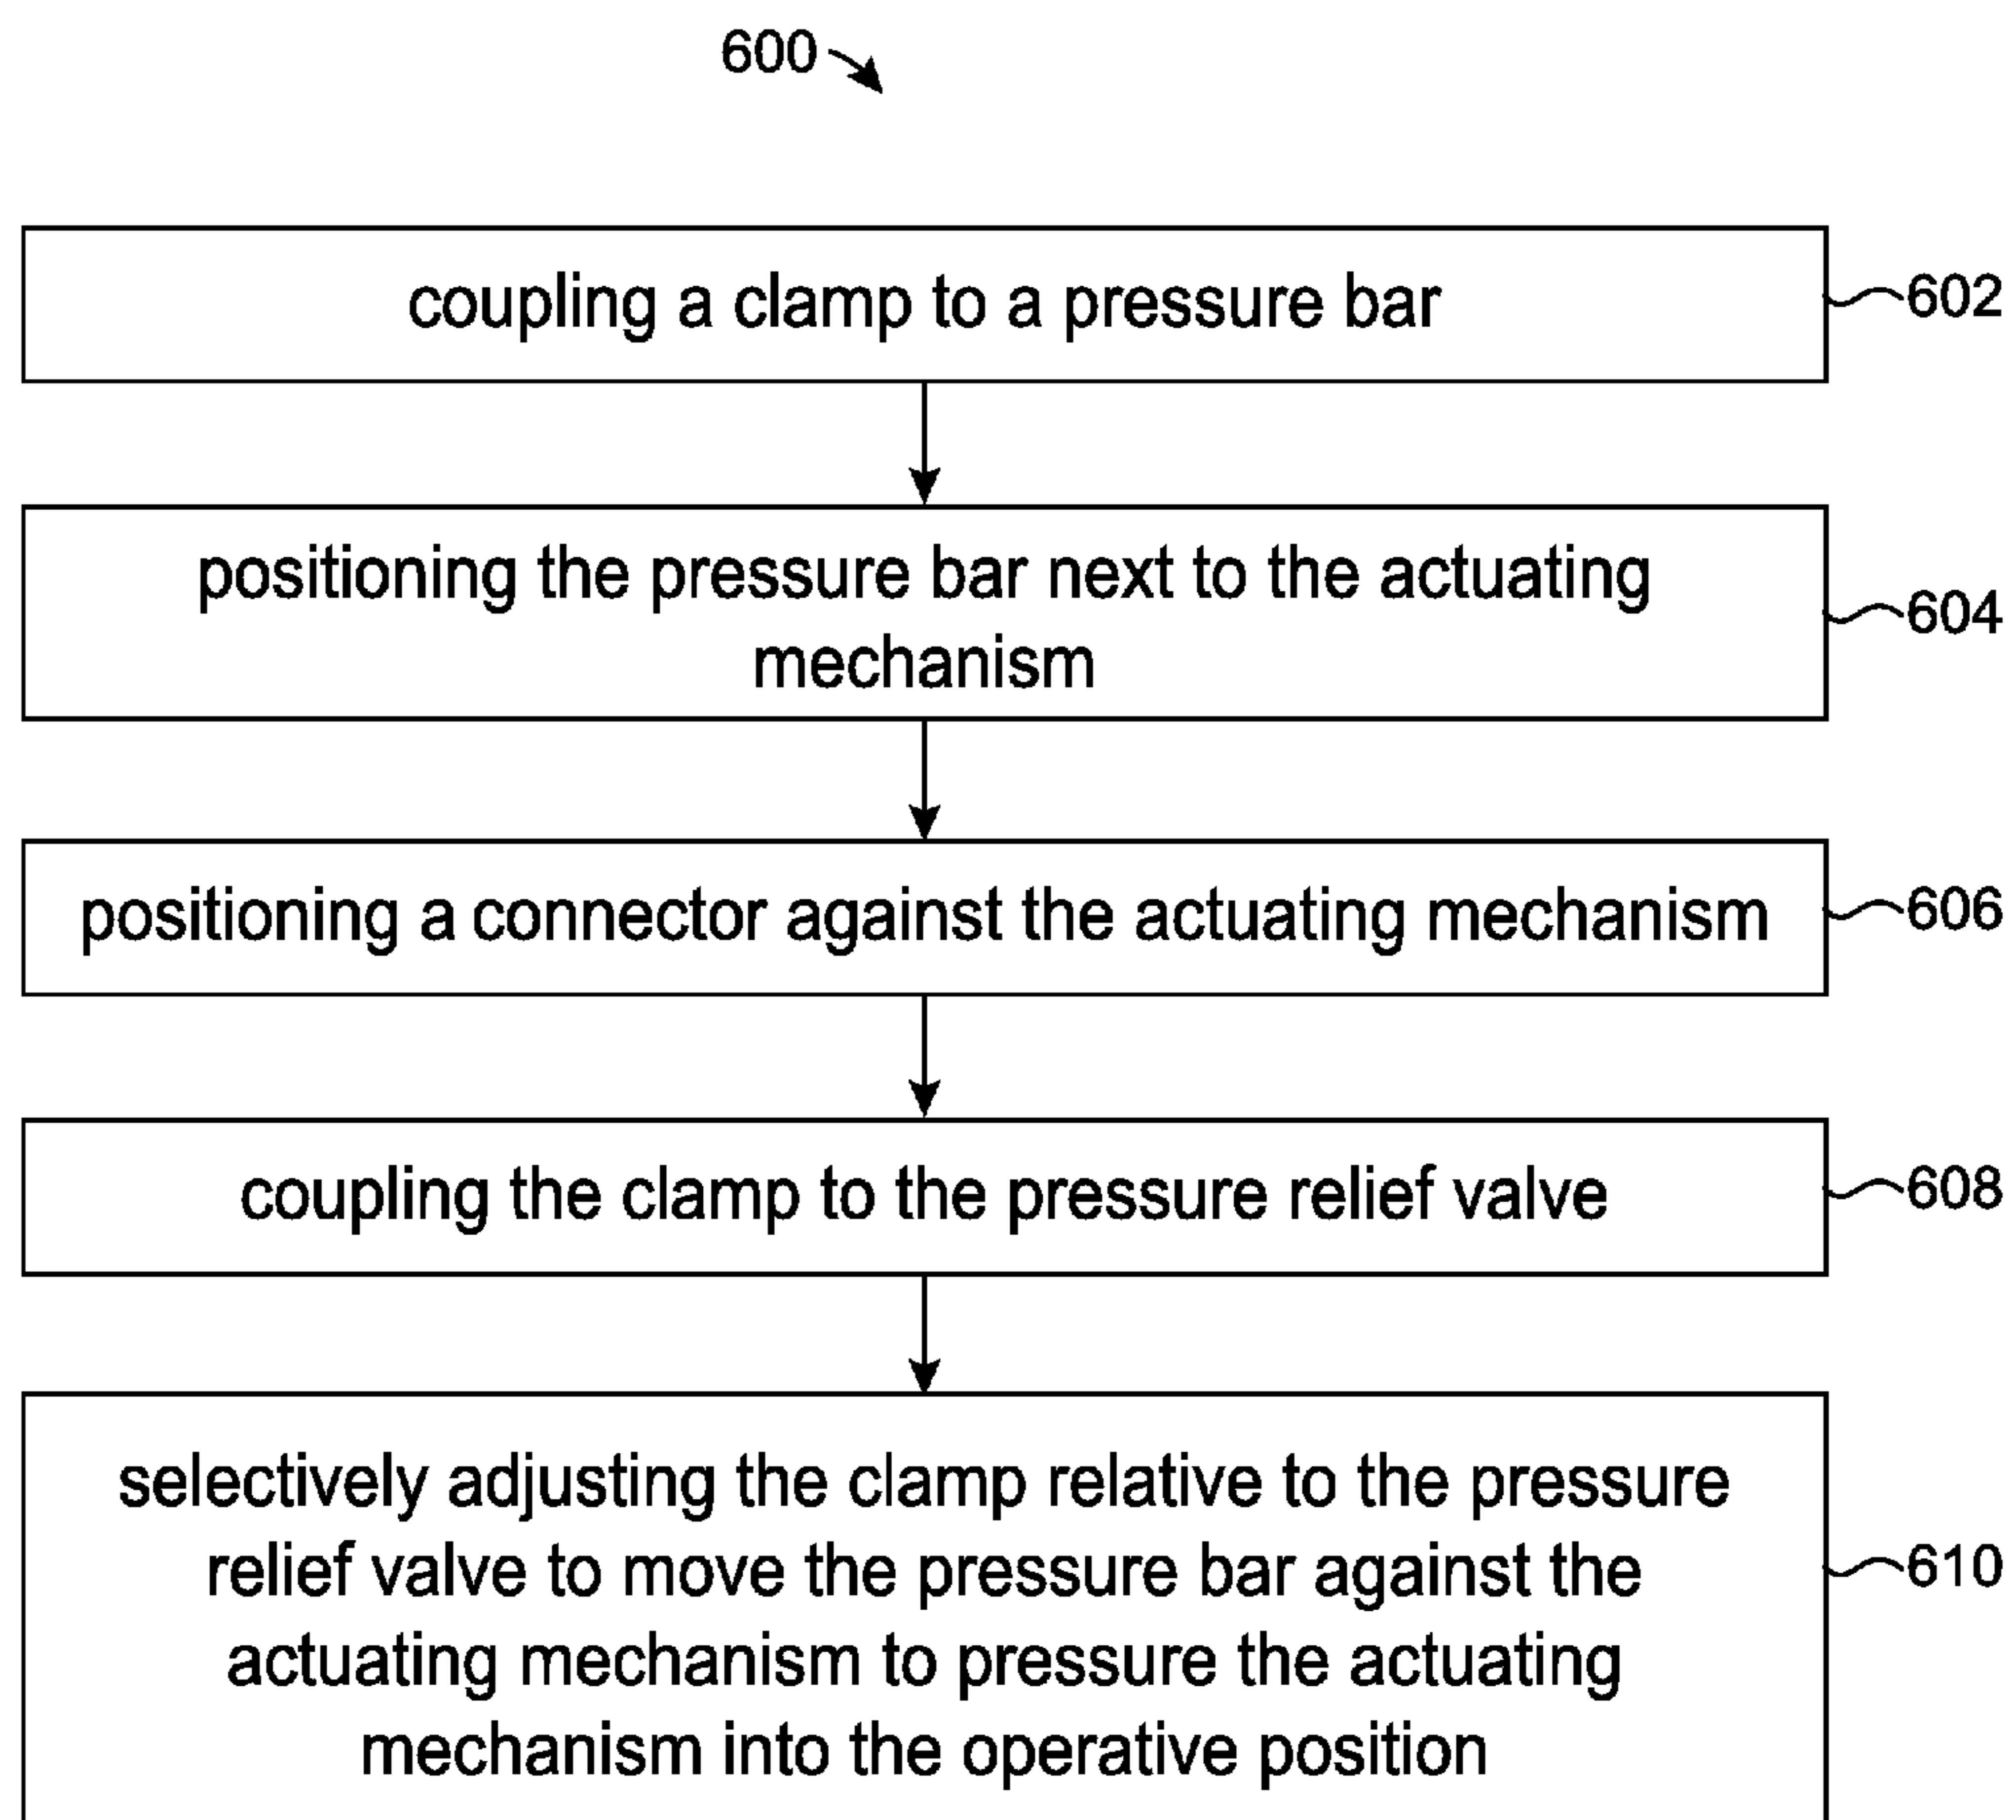 600
coupling a clamp to a pressure bar
602
positioning the pressure bar next to the actuating
mechanism
604
positioning a connector against the actuating mechanism
606
coupling the clamp to the pressure relief valve
608
selectively adjusting the clamp relative to the pressure
relief valve to move the pressure bar against the
actuating mechanism to pressure the actuating
mechanism into the operative position
610